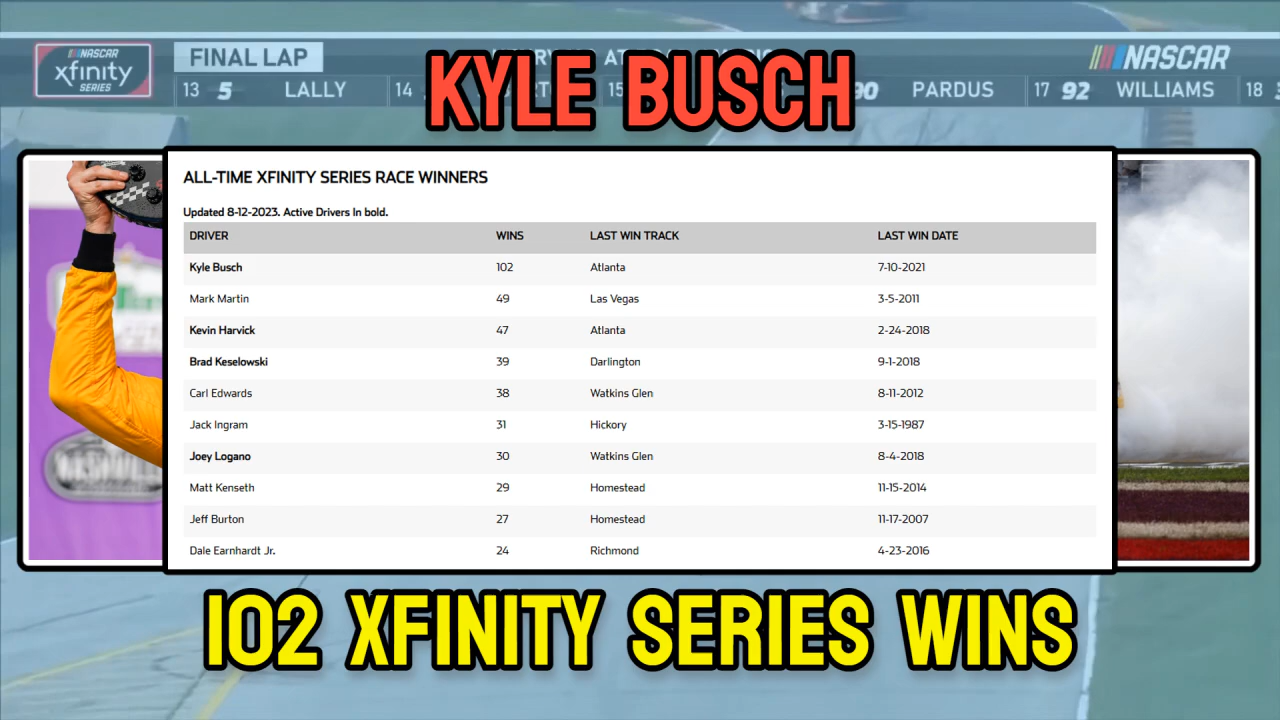 NASCAR
xfinity
SERIES
FINAL LAP
NASCAR
13 5 LALLY 14 15 90 PARDUS 17 92 WILLIAMS 18
KYLE BUSCH
ALL-TIME XFINITY SERIES RACE WINNERS
Updated 8-12-2023. Active Drivers In bold.
DRIVER WINS LAST WIN TRACK LAST WIN DATE
Kyle Busch 102 Atlanta 7-10-2021
Mark Martin 49 Las Vegas 3-5-2011
Kevin Harvick 47 Atlanta 2-24-2018
Brad Keselowski 39 Darlington 9-1-2018
Carl Edwards 38 Watkins Glen 8-11-2012
Jack Ingram 31 Hickory 3-15-1987
Joey Logano 30 Watkins Glen 8-4-2018
Matt Kenseth 29 Homestead 11-15-2014
Jeff Burton 27 Homestead 11-17-2007
Dale Earnhardt Jr. 24 Richmond 4-23-2016
102 XFINITY SERIES WINS